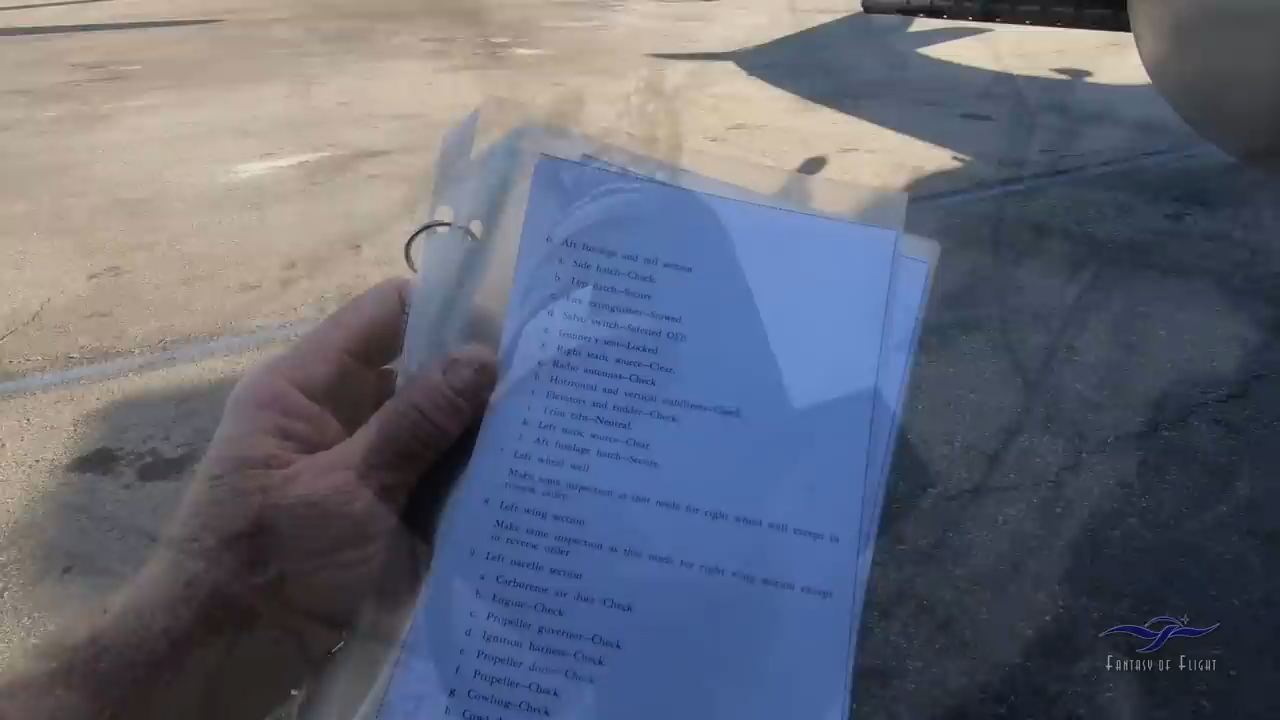 6. Aft fuselage and tail section
a. Side hatch—Check.
b. Top hatch—Secure
c. Fire extinguisher—Stowed.
d. Salvo switch—Safetied OFF.
e. Gunner's seat—Locked
f. Right static source—Clear.
g. Radio antennas—Check
h. Horizontal and vertical stabilizers—Check.
i. Elevators and rudder—Check.
j. Trim tabs—Neutral.
k. Left static source—Clear.
l. Aft fuselage hatch—Secure.
Left wheel well
Make same inspection as that made for right wheel well except in
reverse order
Left wing section
Make same inspection as that made for right wing section except
in reverse order
9. Left nacelle section
a. Carburetor air duct—Check
b. Engine—Check
c. Propeller governor—Check
d. Ignition harness—Check
e. Propeller dome—Check
f. Propeller—Check.
g. Cowling—Check
h.
FANTASY OF FLIGHT